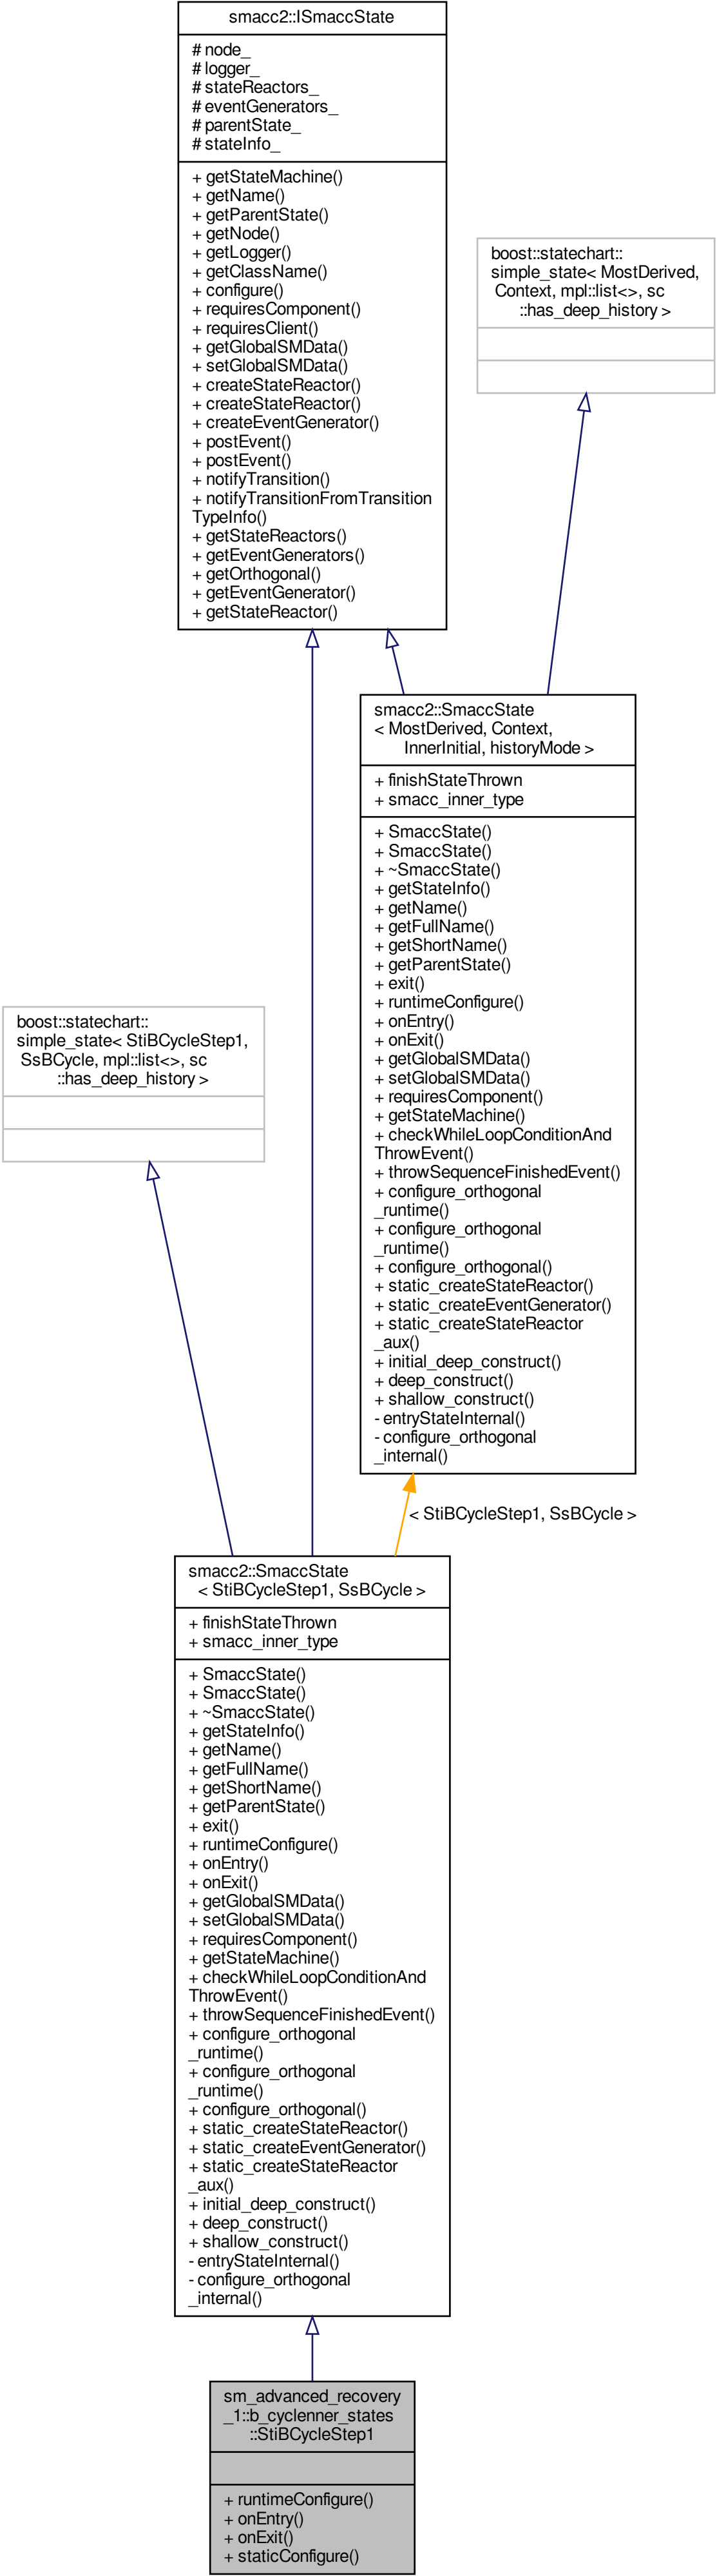 smacc2::ISmaccState
# node_
# logger_
# stateReactors_
# eventGenerators_
# parentState_
# stateInfo_
+ getStateMachine()
+ getName()
+ getParentState()
+ getNode()
+ getLogger()
+ getClassName()
+ configure()
+ requiresComponent()
+ requiresClient()
+ getGlobalSMData()
+ setGlobalSMData()
+ createStateReactor()
+ createStateReactor()
+ createEventGenerator()
+ postEvent()
+ postEvent()
+ notifyTransition()
+ notifyTransitionFromTransition
TypeInfo()
+ getStateReactors()
+ getEventGenerators()
+ getOrthogonal()
+ getEventGenerator()
+ getStateReactor()
boost::statechart::
simple_state< MostDerived,
Context, mpl::list<>, sc
::has_deep_history >
smacc2::SmaccState
< MostDerived, Context,
InnerInitial, historyMode >
+ finishStateThrown
+ smacc_inner_type
+ SmaccState()
+ SmaccState()
+ ~SmaccState()
+ getStateInfo()
+ getName()
+ getFullName()
+ getShortName()
+ getParentState()
+ exit()
+ runtimeConfigure()
+ onEntry()
+ onExit()
+ getGlobalSMData()
+ setGlobalSMData()
+ requiresComponent()
+ getStateMachine()
+ checkWhileLoopConditionAnd
ThrowEvent()
+ throwSequenceFinishedEvent()
+ configure_orthogonal
_runtime()
+ configure_orthogonal
_runtime()
+ configure_orthogonal()
+ static_createStateReactor()
+ static_createEventGenerator()
+ static_createStateReactor
_aux()
+ initial_deep_construct()
+ deep_construct()
+ shallow_construct()
- entryStateInternal()
- configure_orthogonal
_internal()
boost::statechart::
simple_state< StiBCycleStep1,
SsBCycle, mpl::list<>, sc
::has_deep_history >
< StiBCycleStep1, SsBCycle >
smacc2::SmaccState
< StiBCycleStep1, SsBCycle >
+ finishStateThrown
+ smacc_inner_type
+ SmaccState()
+ SmaccState()
+ ~SmaccState()
+ getStateInfo()
+ getName()
+ getFullName()
+ getShortName()
+ getParentState()
+ exit()
+ runtimeConfigure()
+ onEntry()
+ onExit()
+ getGlobalSMData()
+ setGlobalSMData()
+ requiresComponent()
+ getStateMachine()
+ checkWhileLoopConditionAnd
ThrowEvent()
+ throwSequenceFinishedEvent()
+ configure_orthogonal
_runtime()
+ configure_orthogonal
_runtime()
+ configure_orthogonal()
+ static_createStateReactor()
+ static_createEventGenerator()
+ static_createStateReactor
_aux()
+ initial_deep_construct()
+ deep_construct()
+ shallow_construct()
- entryStateInternal()
- configure_orthogonal
_internal()
sm_advanced_recovery
_1::b_cyclenner_states
::StiBCycleStep1
+ runtimeConfigure()
+ onEntry()
+ onExit()
+ staticConfigure()